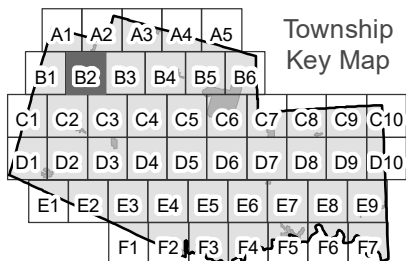 Township
Key Map
A1 A2 A3 A4 A5
B1 B2 B3 B4 B5 B6
C1 C2 C3 C4 C5 C6 C7 C8 C9 C10
D1 D2 D3 D4 D5 D6 D7 D8 D9 D10
E1 E2 E3 E4 E5 E6 E7 E8 E9
F1 F2 F3 F4 F5 F6 F7